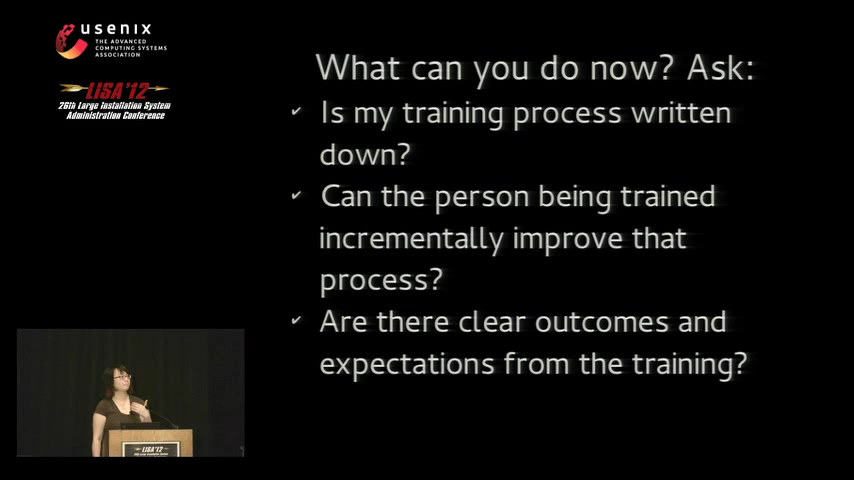 usenix
THE ADVANCED
COMPUTING SYSTEMS
ASSOCIATION
LISA'12
26th Large Installation System
Administration Conference
What can you do now? Ask:
✔ Is my training process written
down?
✔ Can the person being trained
incrementally improve that
process?
✔ Are there clear outcomes and
expectations from the training?
LISA'12